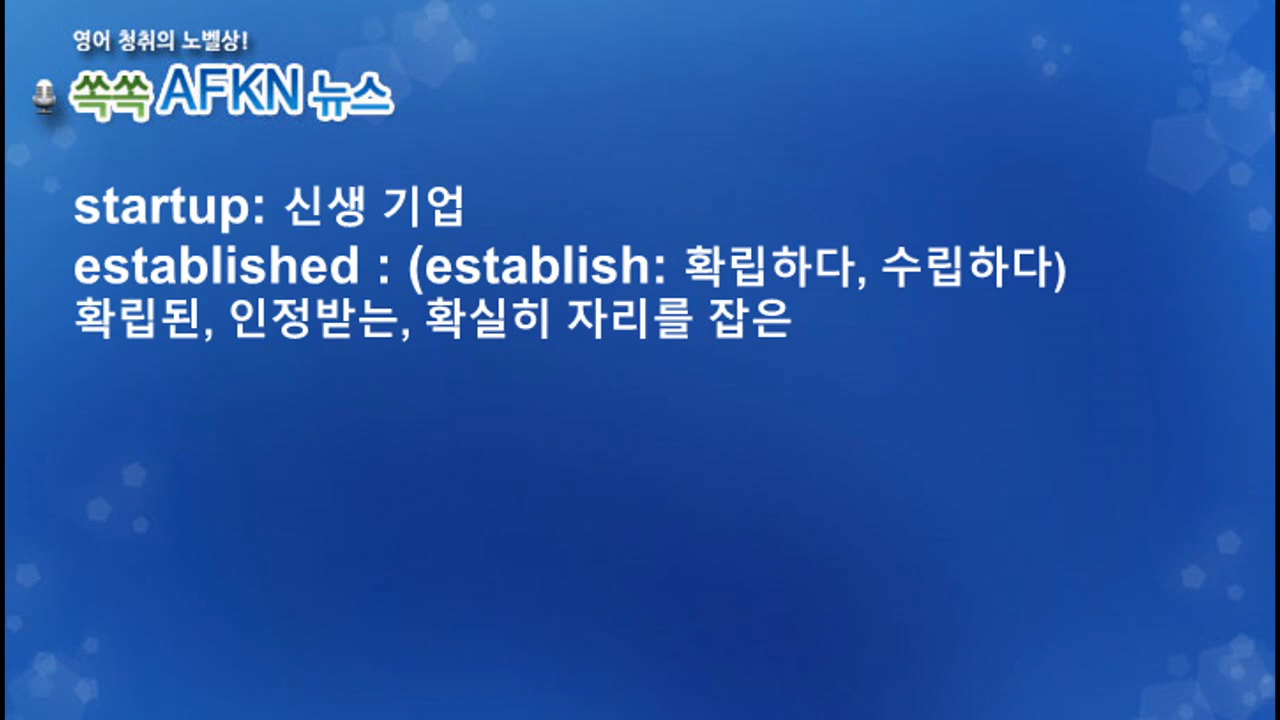 영어 청취의 노벨상!
쏙쏙 AFKN 뉴스
startup: 신생 기업
established : (establish: 확립하다, 수립하다)
확립된, 인정받는, 확실히 자리를 잡은